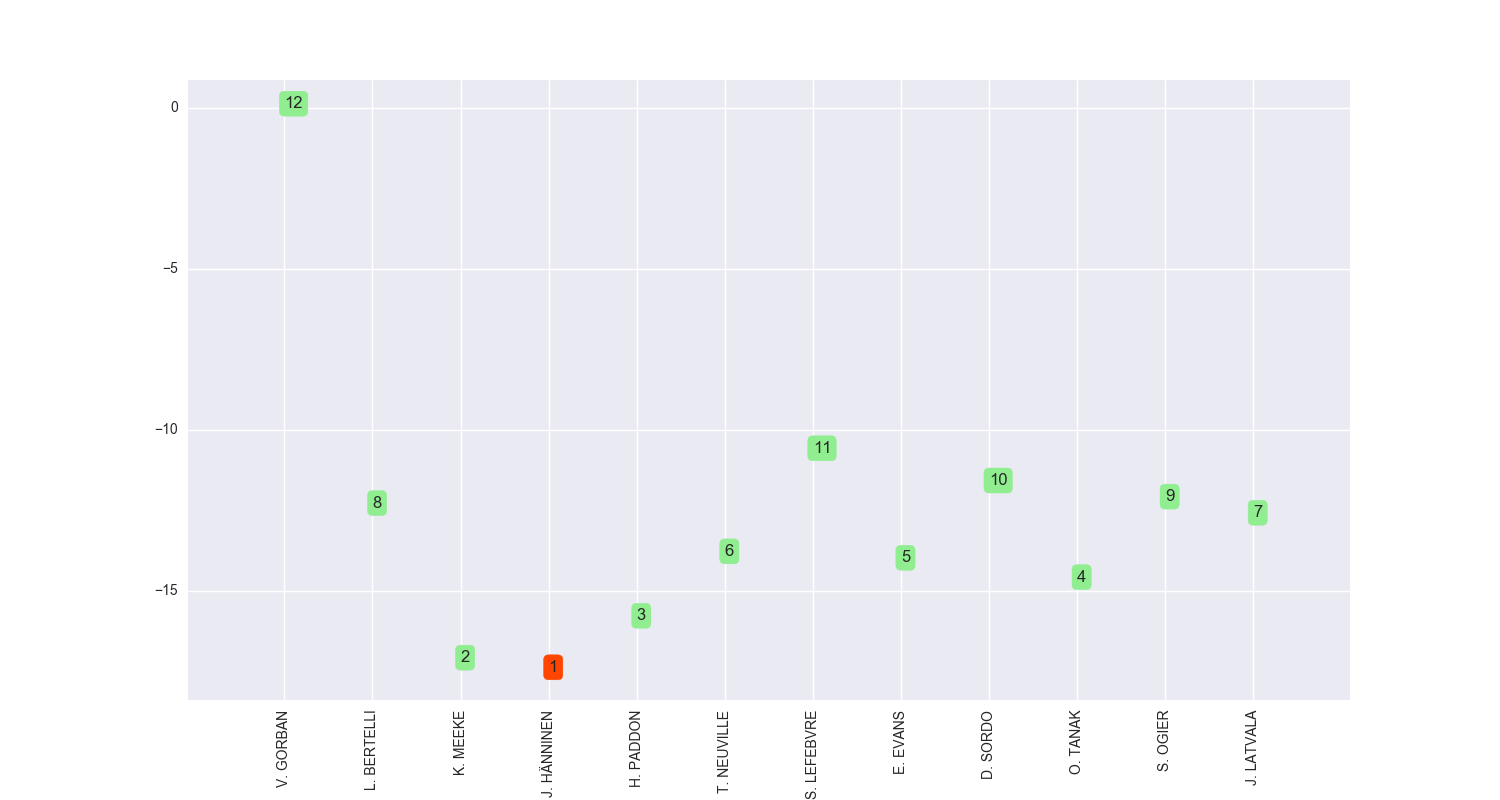 0
−5
−10
−15
12
8
2
1
3
6
11
5
10
4
9
7
V. GORBAN
L. BERTELLI
K. MEEKE
J. HÄNNINEN
H. PADDON
T. NEUVILLE
S. LEFEBVRE
E. EVANS
D. SORDO
O. TANAK
S. OGIER
J. LATVALA